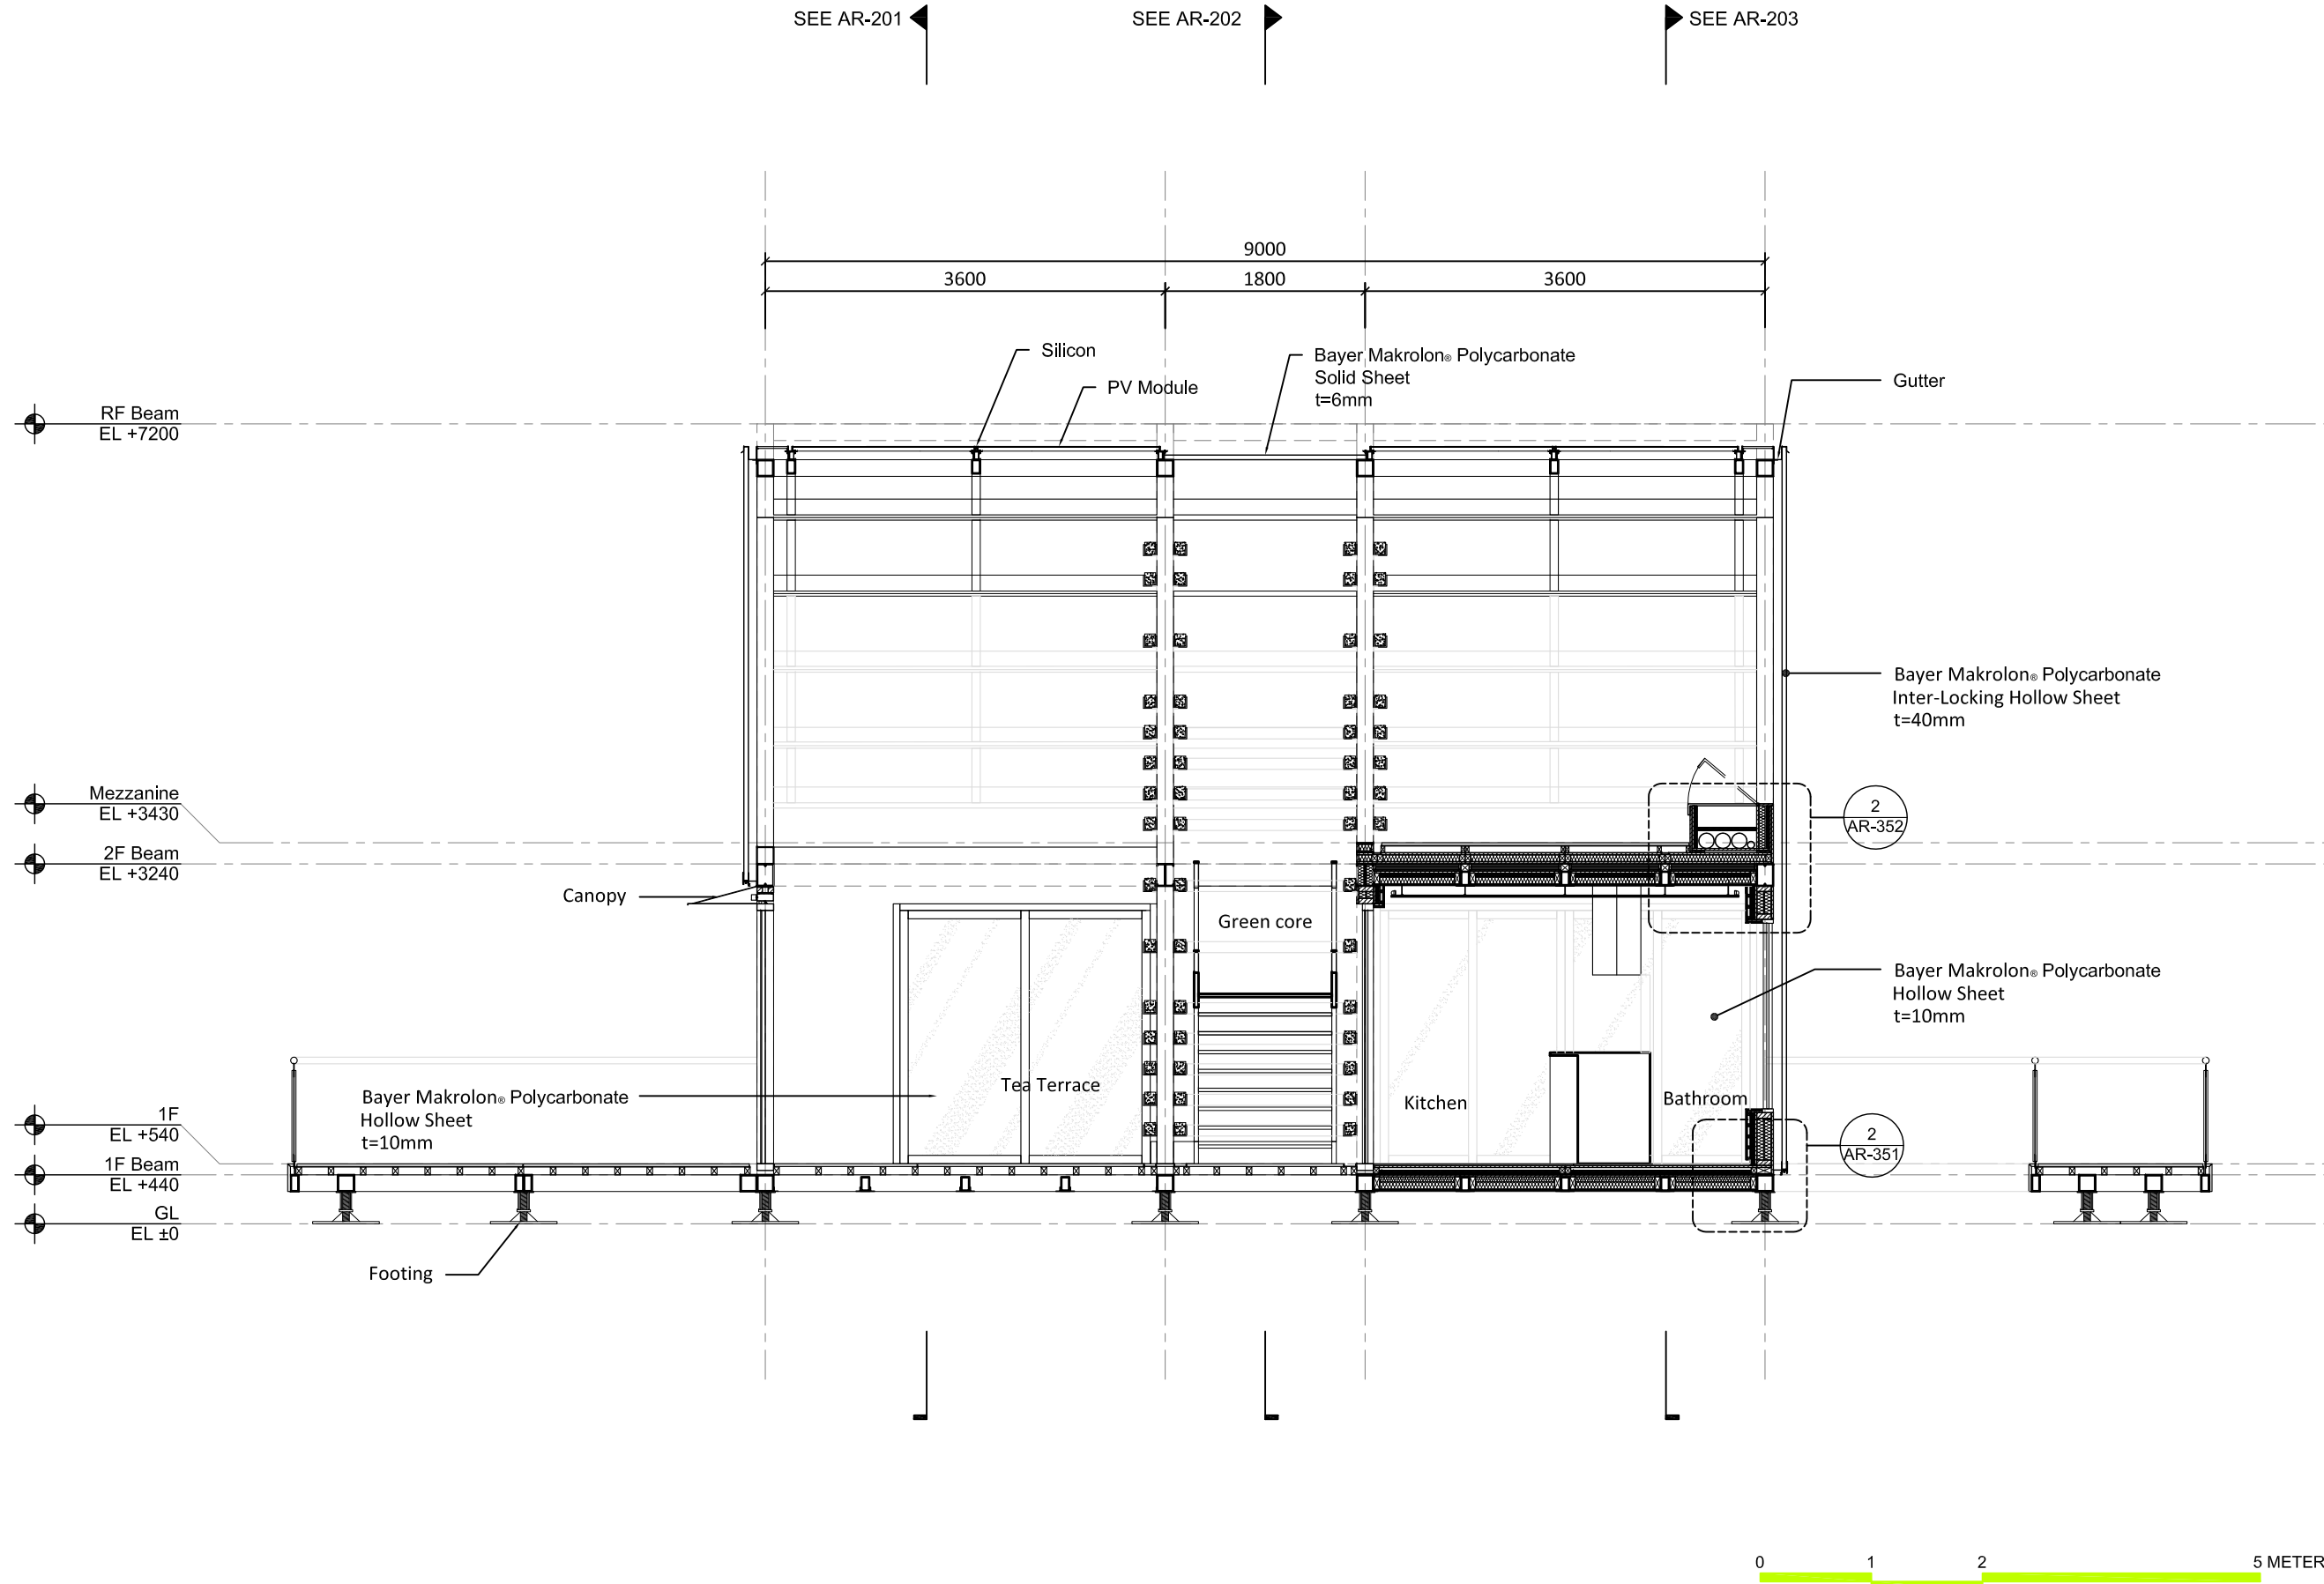 SEE AR-201
SEE AR-202
SEE AR-203
9000
3600
1800
3600
Silicon
PV Module
Bayer Makrolon® Polycarbonate
Solid Sheet
t=6mm
Gutter
RF Beam
EL +7200
Bayer Makrolon® Polycarbonate
Inter-Locking Hollow Sheet
t=40mm
Mezzanine
EL +3430
2
AR-352
2F Beam
EL +3240
Canopy
Green core
Bayer Makrolon® Polycarbonate
Hollow Sheet
t=10mm
Tea Terrace
Bayer Makrolon® Polycarbonate
Hollow Sheet
t=10mm
Kitchen
Bathroom
1F
EL +540
2
AR-351
1F Beam
EL +440
GL
EL ±0
Footing
0 1 2 5 METER